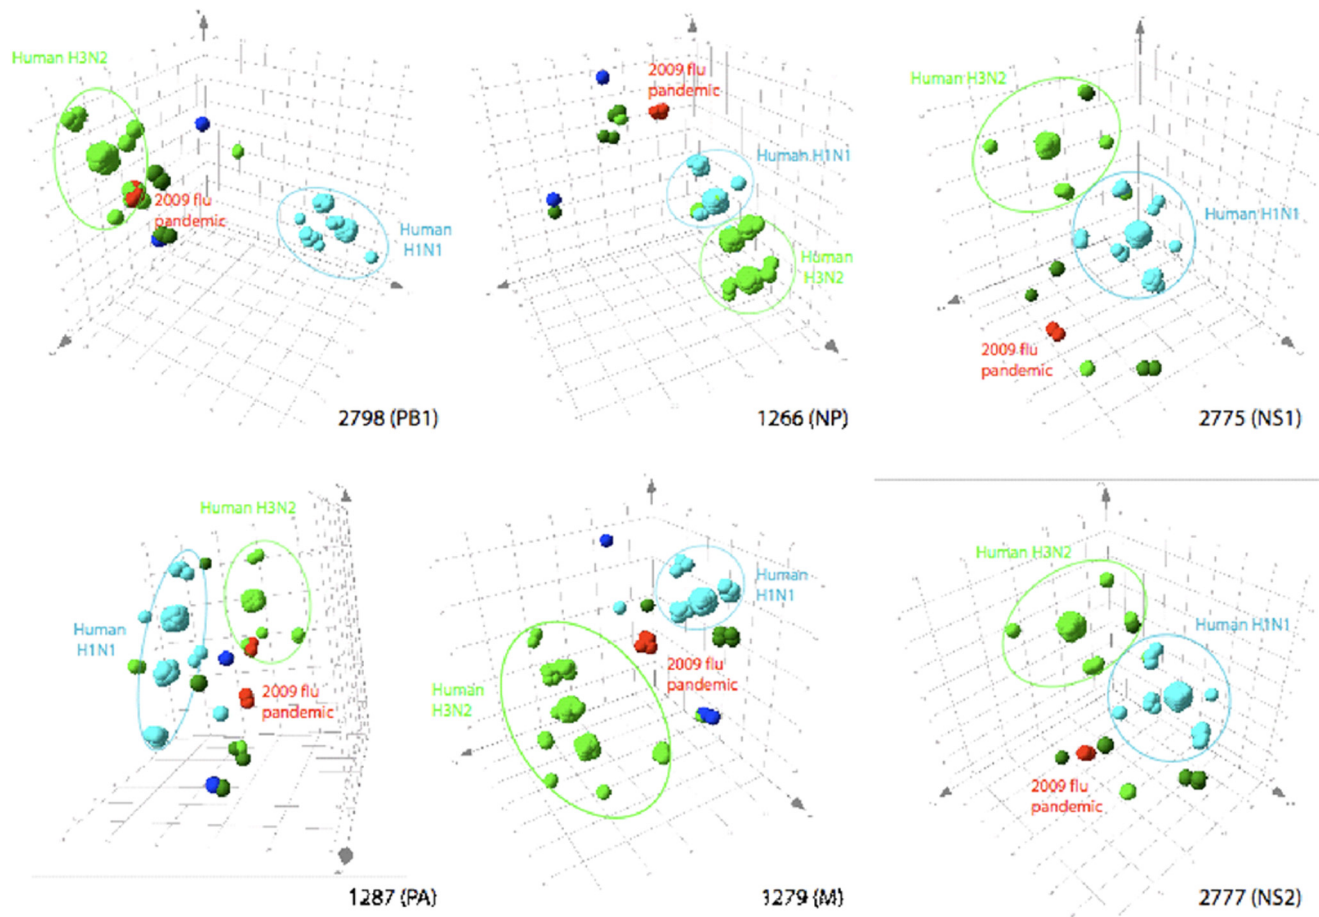 Human H3N2
2009 flu
pandemic
Human
H1N1
2798 (PB1)
2009 flu
pandemic
Human H1N1
Human
H3N2
1266 (NP)
Human H3N2
Human H1N1
2009 flu
pandemic
2775 (NS1)
Human H3N2
Human
H1N1
2009 flu
pandemic
1287 (PA)
Human
H1N1
2009 flu
pandemic
Human
H3N2
1279 (M)
Human H3N2
Human H1N1
2009 flu
pandemic
2777 (NS2)